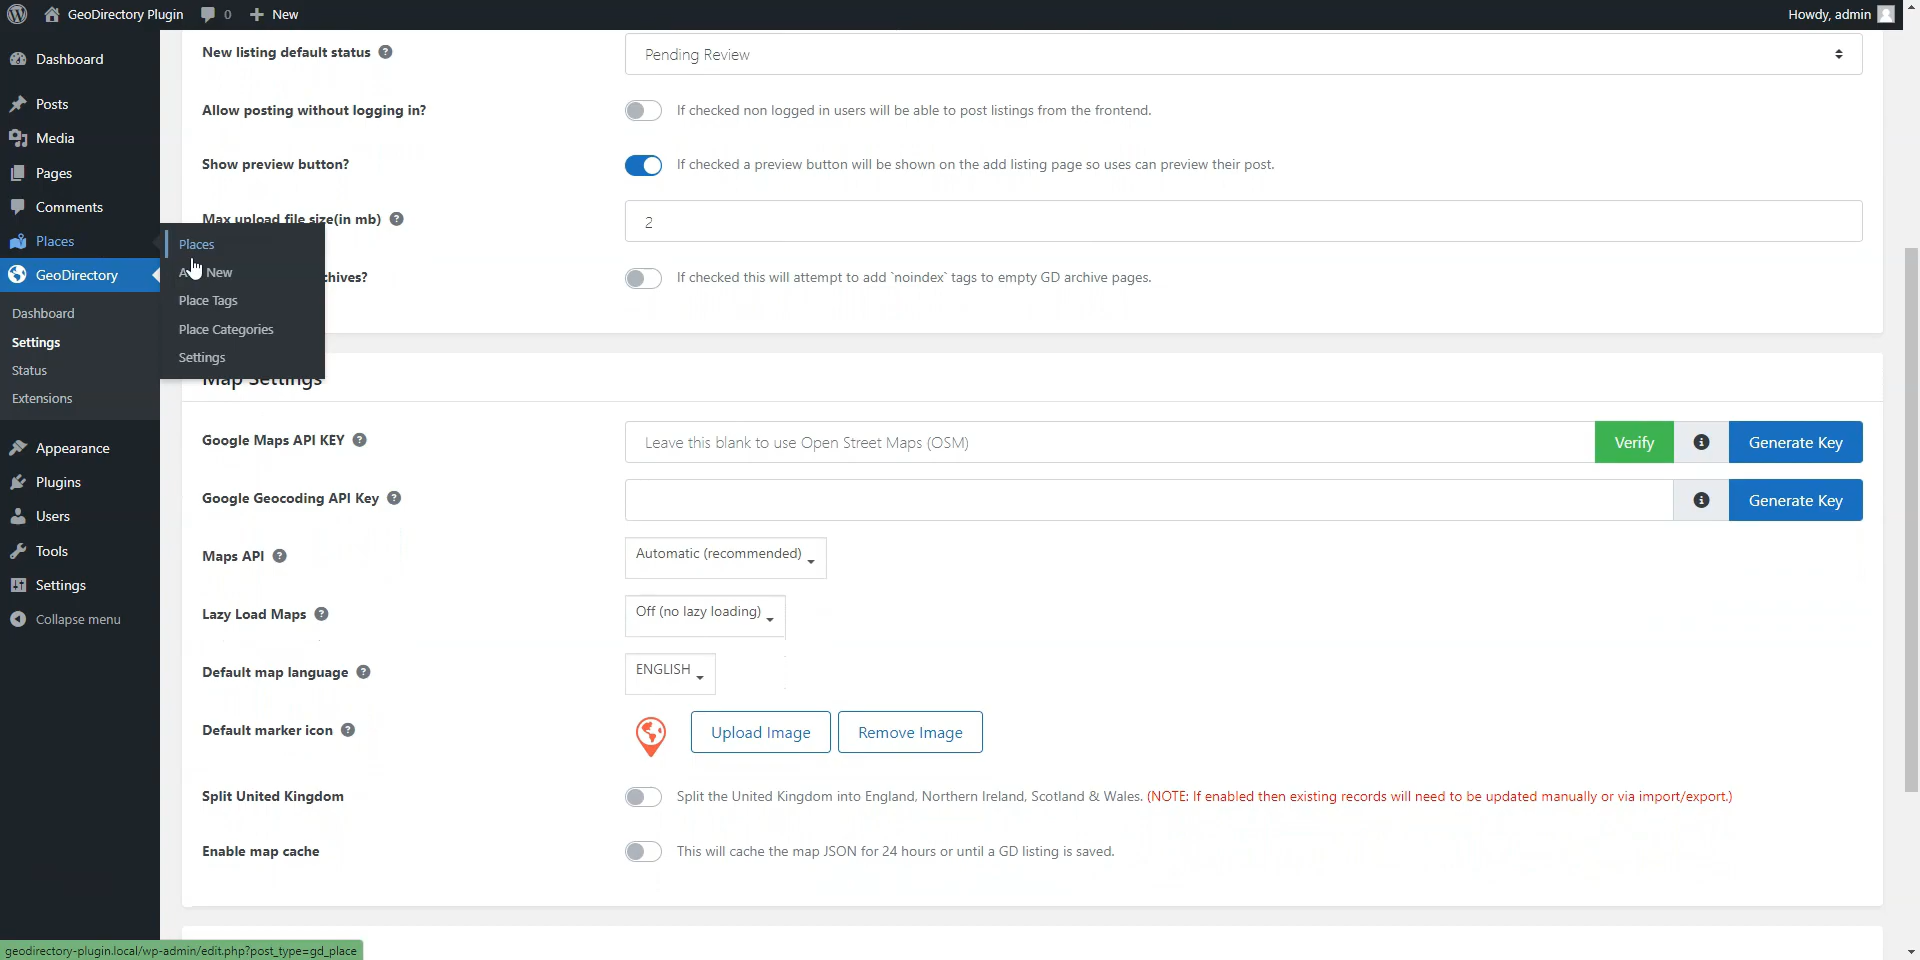 GeoDirectory Plugin
0
New
Howdy, admin
Dashboard
Posts
Media
Pages
Comments
Places
GeoDirectory
Dashboard
Settings
Status
Extensions
Appearance
Plugins
Users
Tools
Settings
Collapse menu
Places
New
Place Tags
Place Categories
Settings
New listing default status
Pending Review
Allow posting without logging in?
If checked non logged in users will be able to post listings from the frontend.
Show preview button?
If checked a preview button will be shown on the add listing page so uses can preview their post.
Max upload file size(in mb)
2
chives?
If checked this will attempt to add `noindex` tags to empty GD archive pages.
Map Settings
Google Maps API KEY
Leave this blank to use Open Street Maps (OSM)
Verify
Generate Key
Google Geocoding API Key
Generate Key
Maps API
Automatic (recommended)
Lazy Load Maps
Off (no lazy loading)
Default map language
ENGLISH
Default marker icon
Upload Image
Remove Image
Split United Kingdom
Split the United Kingdom into England, Northern Ireland, Scotland & Wales. (NOTE: If enabled then existing records will need to be updated manually or via import/export.)
Enable map cache
This will cache the map JSON for 24 hours or until a GD listing is saved.
geodirectory-plugin.local/wp-admin/edit.php?post_type=gd_place